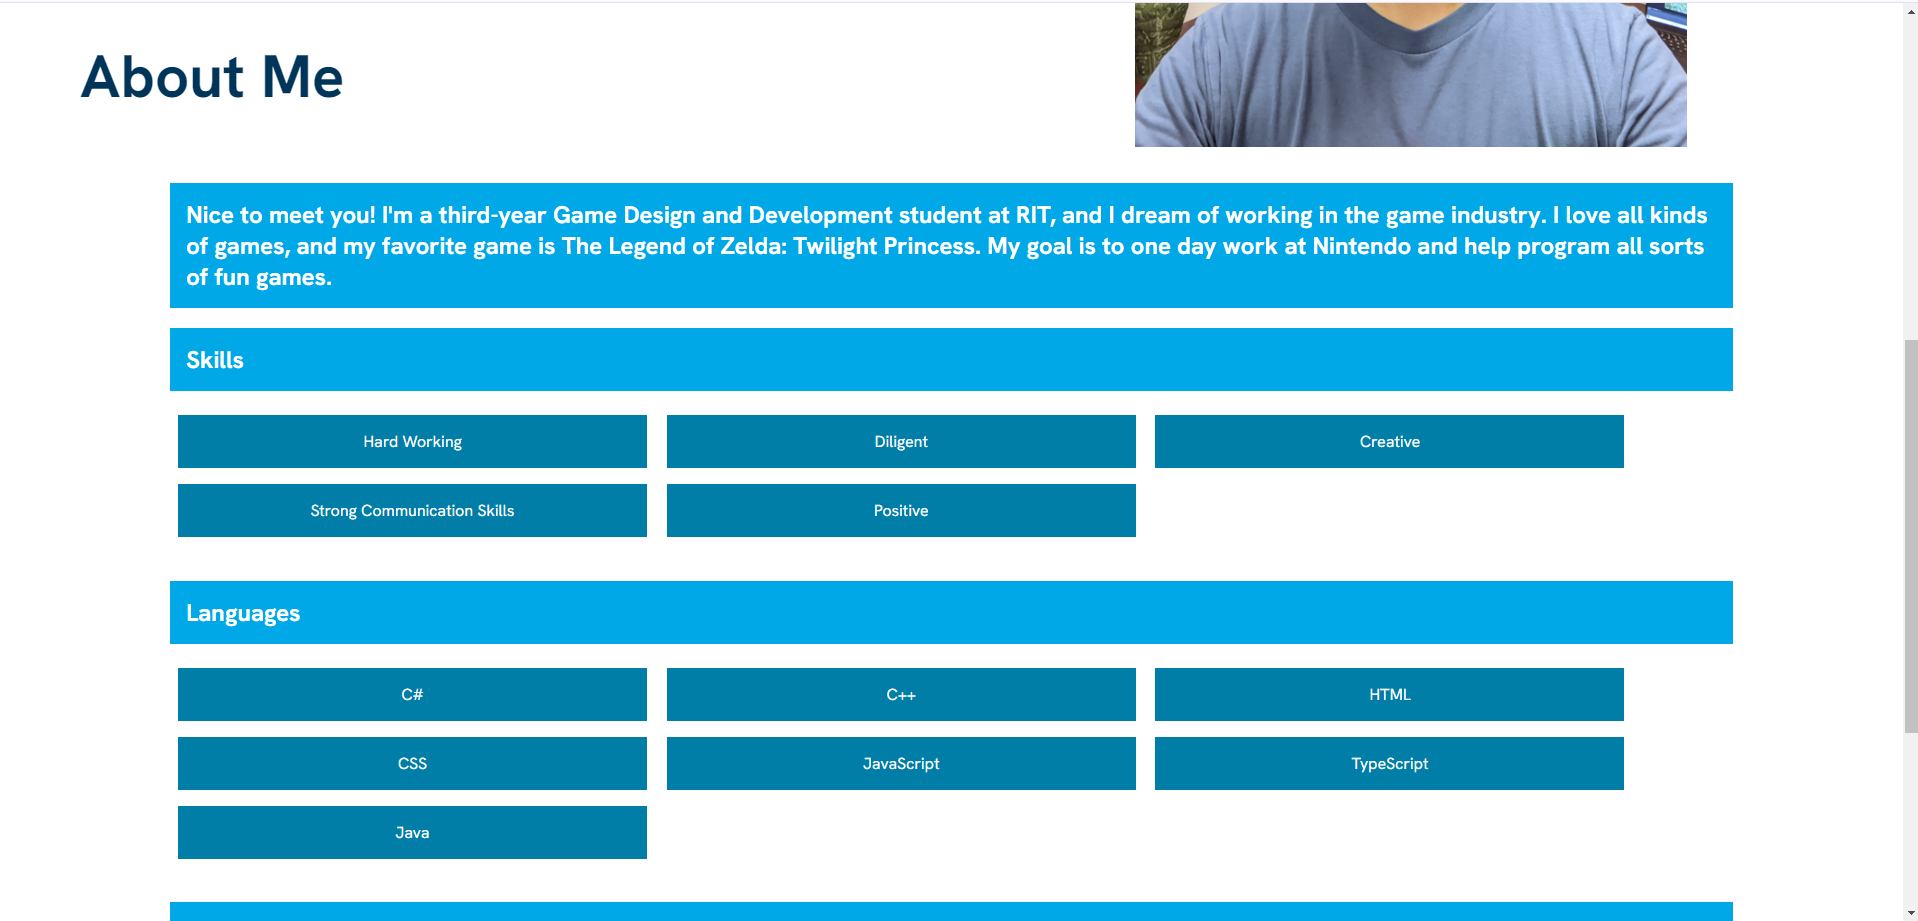 About Me
Nice to meet you! I'm a third-year Game Design and Development student at RIT, and I dream of working in the game industry. I love all kinds
of games, and my favorite game is The Legend of Zelda: Twilight Princess. My goal is to one day work at Nintendo and help program all sorts
of fun games.
Skills
Hard Working
Diligent
Creative
Strong Communication Skills
Positive
Languages
C#
C++
HTML
CSS
JavaScript
TypeScript
Java